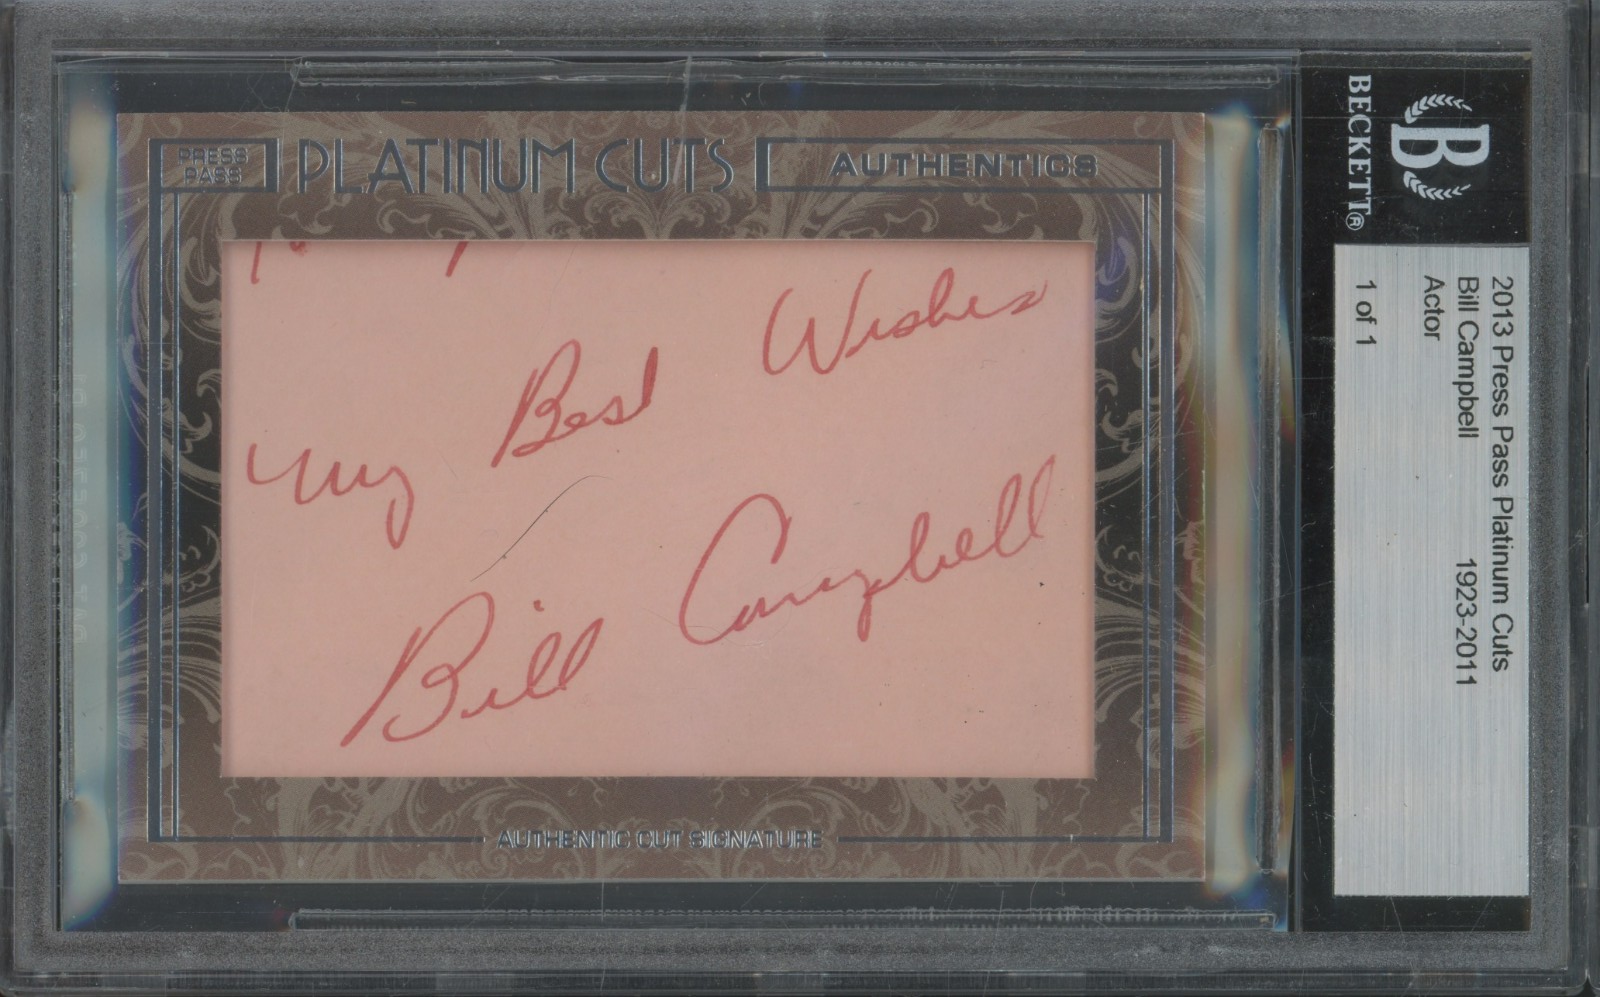 PRESS PASS
PLATINUM CUTS
AUTHENTICS
My Best Wishes
Bill Campbell
AUTHENTIC CUT SIGNATURE
B
BECKETT®
2013 Press Pass Platinum Cuts
Bill Campbell 1923-2011
Actor
1 of 1